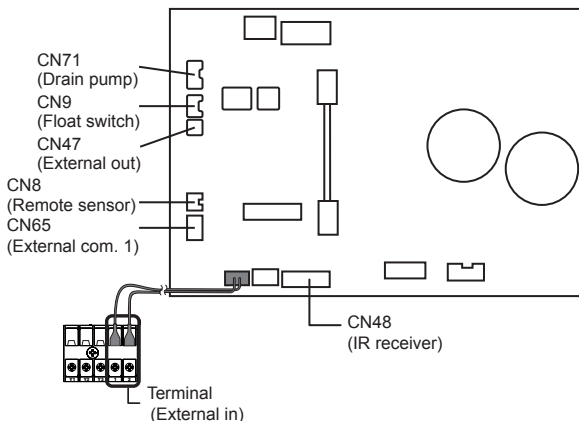 CN71
(Drain pump)
CN9
(Float switch)
CN47
(External out)
CN8
(Remote sensor)
CN65
(External com. 1)
CN48
(IR receiver)
Terminal
(External in)